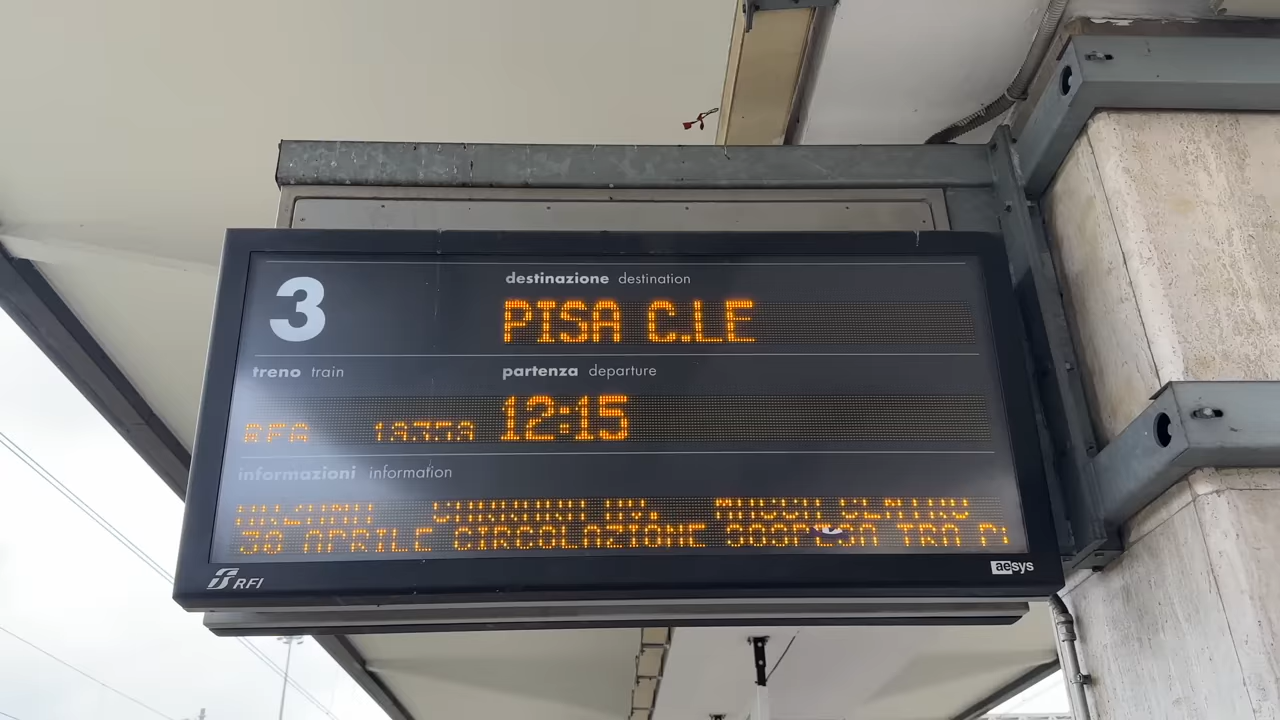 3
destinazione destination
PISA C.LE
treno train
partenza departure
RFA
12:15
informazioni information
30 APRILE CIRCOLAZIONE SOSPESA TRA
RFI
aesys